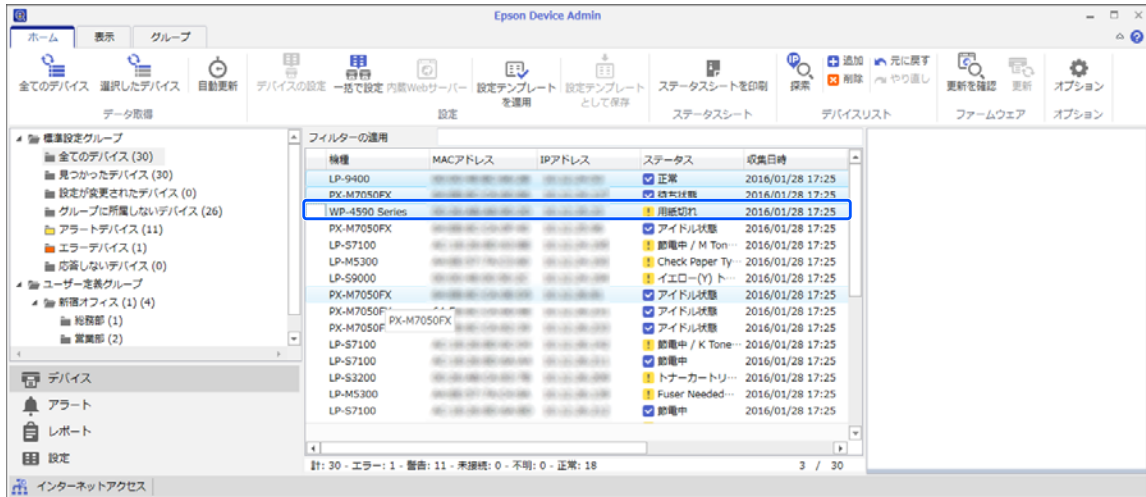 Epson Device Admin
ホーム 表示 グループ
全てのデバイス 選択したデバイス 自動更新 デバイスの設定 一括で設定 内蔵Webサーバー 設定テンプレートを適用 設定テンプレートとして保存 ステータスシートを印刷 探索 追加 元に戻す 更新を確認 更新 オプション
削除 やり直し
データ取得 設定 ステータスシート デバイスリスト ファームウェア オプション
標準設定グループ
全てのデバイス (30)
見つかったデバイス (30)
設定が変更されたデバイス (0)
グループに所属しないデバイス (26)
アラートデバイス (11)
エラーデバイス (1)
応答しないデバイス (0)
ユーザー定義グループ
新宿オフィス (1) (4)
総務部 (1)
営業部 (2)
デバイス
アラート
レポート
設定
フィルターの適用
機種 MACアドレス IPアドレス ステータス 収集日時
LP-9400 正常 2016/01/28 17:25
PX-M7050FX 待ち状態 2016/01/28 17:25
WP-4590 Series 用紙切れ 2016/01/28 17:25
PX-M7050FX アイドル状態 2016/01/28 17:25
LP-S7100 節電中 / M Ton… 2016/01/28 17:25
LP-M5300 Check Paper Ty… 2016/01/28 17:25
LP-S9000 イエロー(Y) ト… 2016/01/28 17:25
PX-M7050FX アイドル状態 2016/01/28 17:25
PX-M7050FX アイドル状態 2016/01/28 17:25
PX-M7050F アイドル状態 2016/01/28 17:25
PX-M7050FX
LP-S7100 節電中 / K Tone… 2016/01/28 17:25
LP-S7100 節電中 2016/01/28 17:25
LP-S3200 トナーカートリ… 2016/01/28 17:25
LP-M5300 Fuser Needed… 2016/01/28 17:25
LP-S7100 節電中 2016/01/28 17:25
計: 30 - エラー: 1 - 警告: 11 - 未接続: 0 - 不明: 0 - 正常: 18 3 / 30
インターネットアクセス